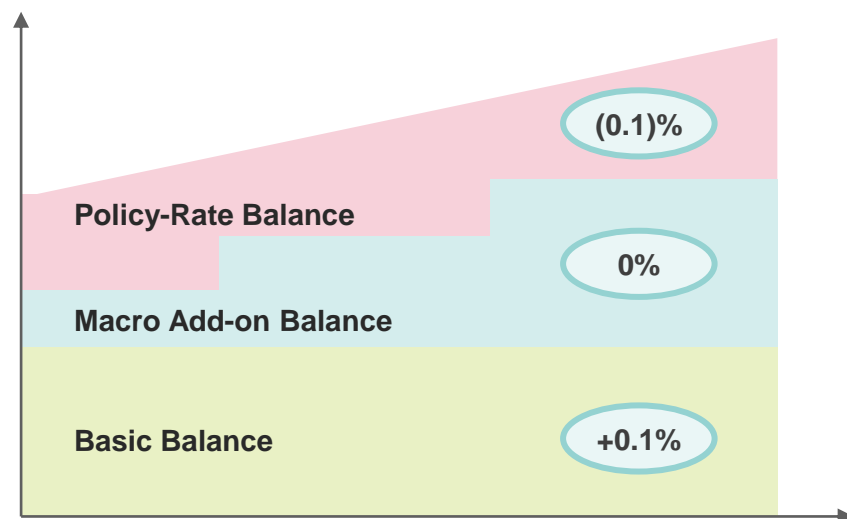 (0.1)%
Policy-Rate Balance
0%
Macro Add-on Balance
Basic Balance
+0.1%